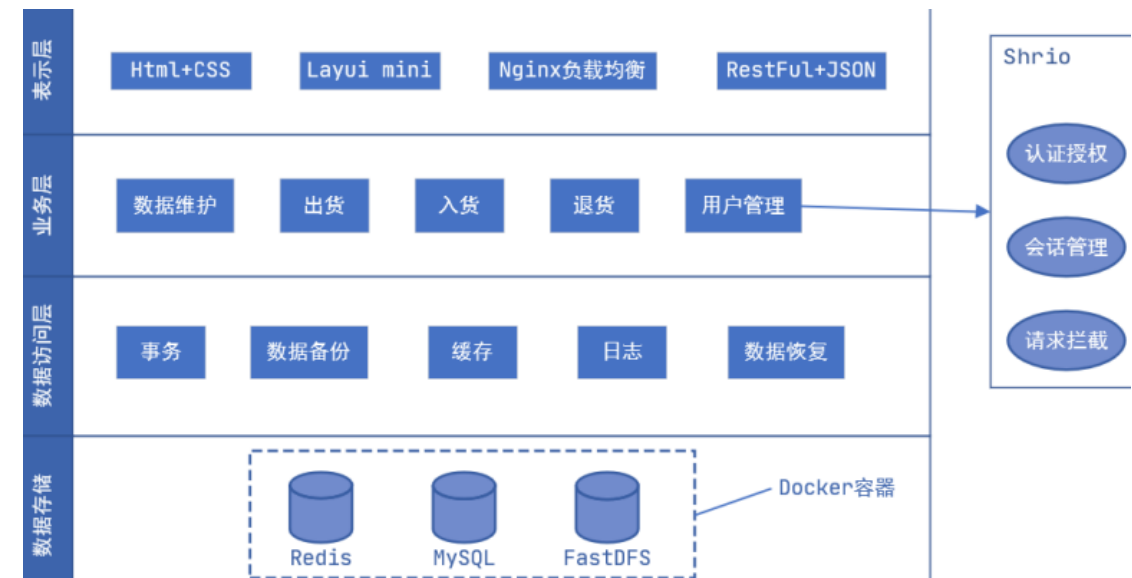 表示层
Html+CSS
Layui mini
Nginx负载均衡
RestFul+JSON
业务层
数据维护
出货
入货
退货
用户管理
数据访问层
事务
数据备份
缓存
日志
数据恢复
数据存储
Redis
MySQL
FastDFS
Docker容器
Shrio
认证授权
会话管理
请求拦截